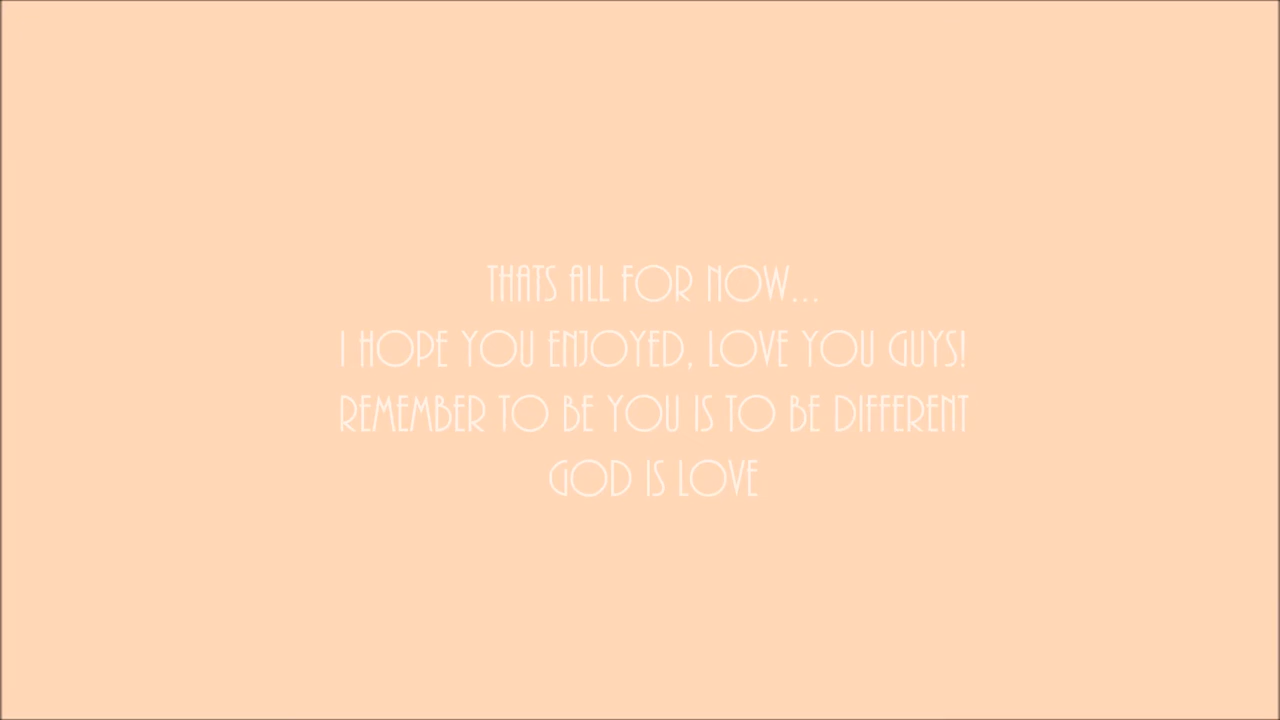 THATS ALL FOR NOW...
I HOPE YOU ENJOYED, LOVE YOU GUYS!
REMEMBER TO BE YOU IS TO BE DIFFERENT
GOD IS LOVE